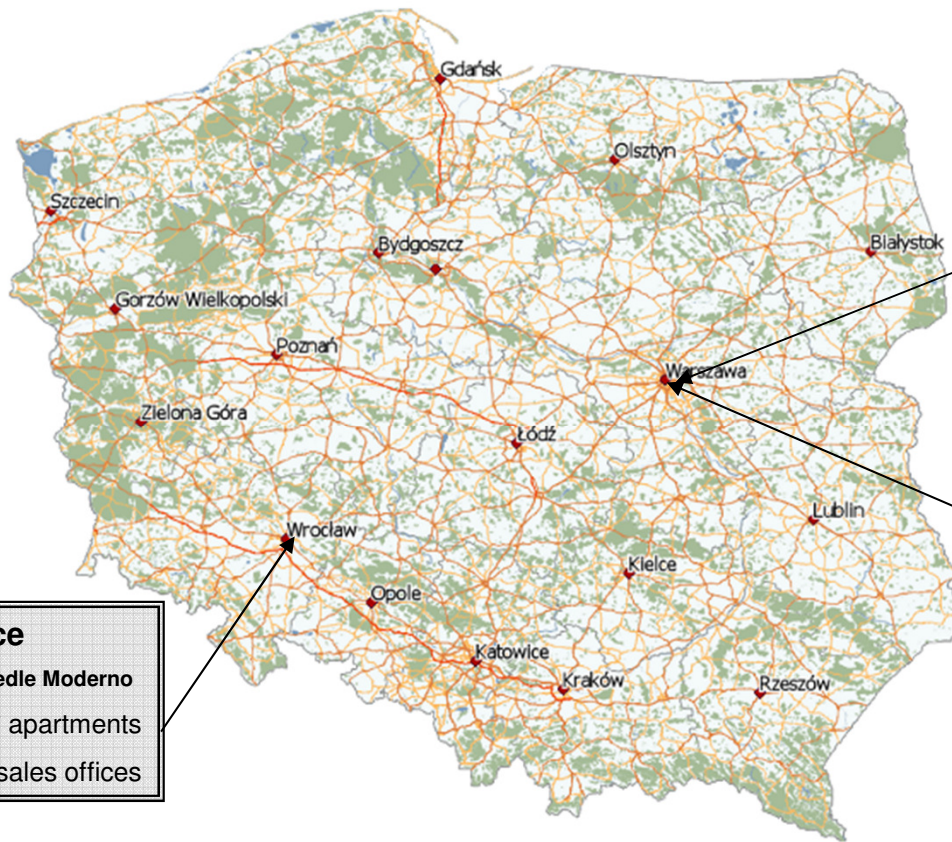 Gdańsk
Olsztyn
Szczecin
Bydgoszcz
Białystok
Gorzów Wielkopolski
Poznań
Warszawa
Zielona Góra
Łódź
Lublin
Wrocław
Kielce
Opole
Katowice
Kraków
Rzeszów
ce
edle Moderno
apartments
sales offices